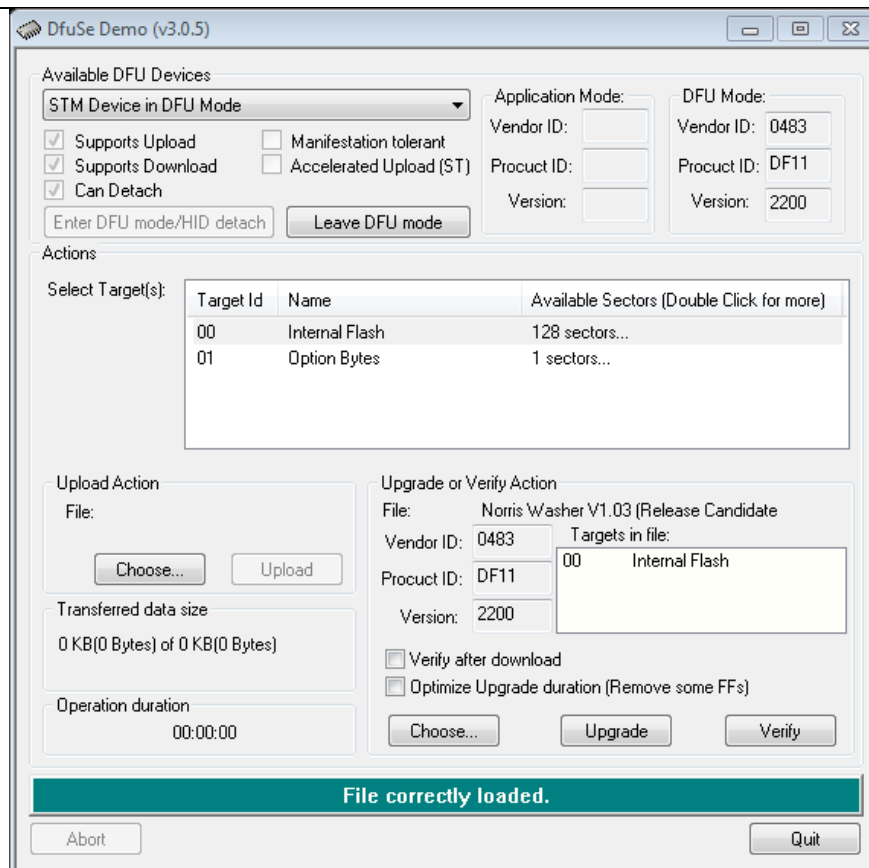 DfuSe Demo (v3.0.5)
Available DFU Devices
STM Device in DFU Mode
Supports Upload
Manifestation tolerant
Supports Download
Accelerated Upload (ST)
Can Detach
Enter DFU mode/HID detach
Leave DFU mode
Application Mode:
Vendor ID:
Procuct ID:
Version:
DFU Mode:
Vendor ID: 0483
Procuct ID: DF11
Version: 2200
Actions
Select Target(s):
Target Id Name Available Sectors (Double Click for more)
00 Internal Flash 128 sectors...
01 Option Bytes 1 sectors...
Upload Action
File:
Choose... Upload
Transferred data size
0 KB(0 Bytes) of 0 KB(0 Bytes)
Operation duration
00:00:00
Upgrade or Verify Action
File: Norris Washer V1.03 (Release Candidate
Vendor ID: 0483
Procuct ID: DF11
Version: 2200
Targets in file:
00 Internal Flash
Verify after download
Optimize Upgrade duration (Remove some FFs)
Choose... Upgrade Verify
File correctly loaded.
Abort Quit